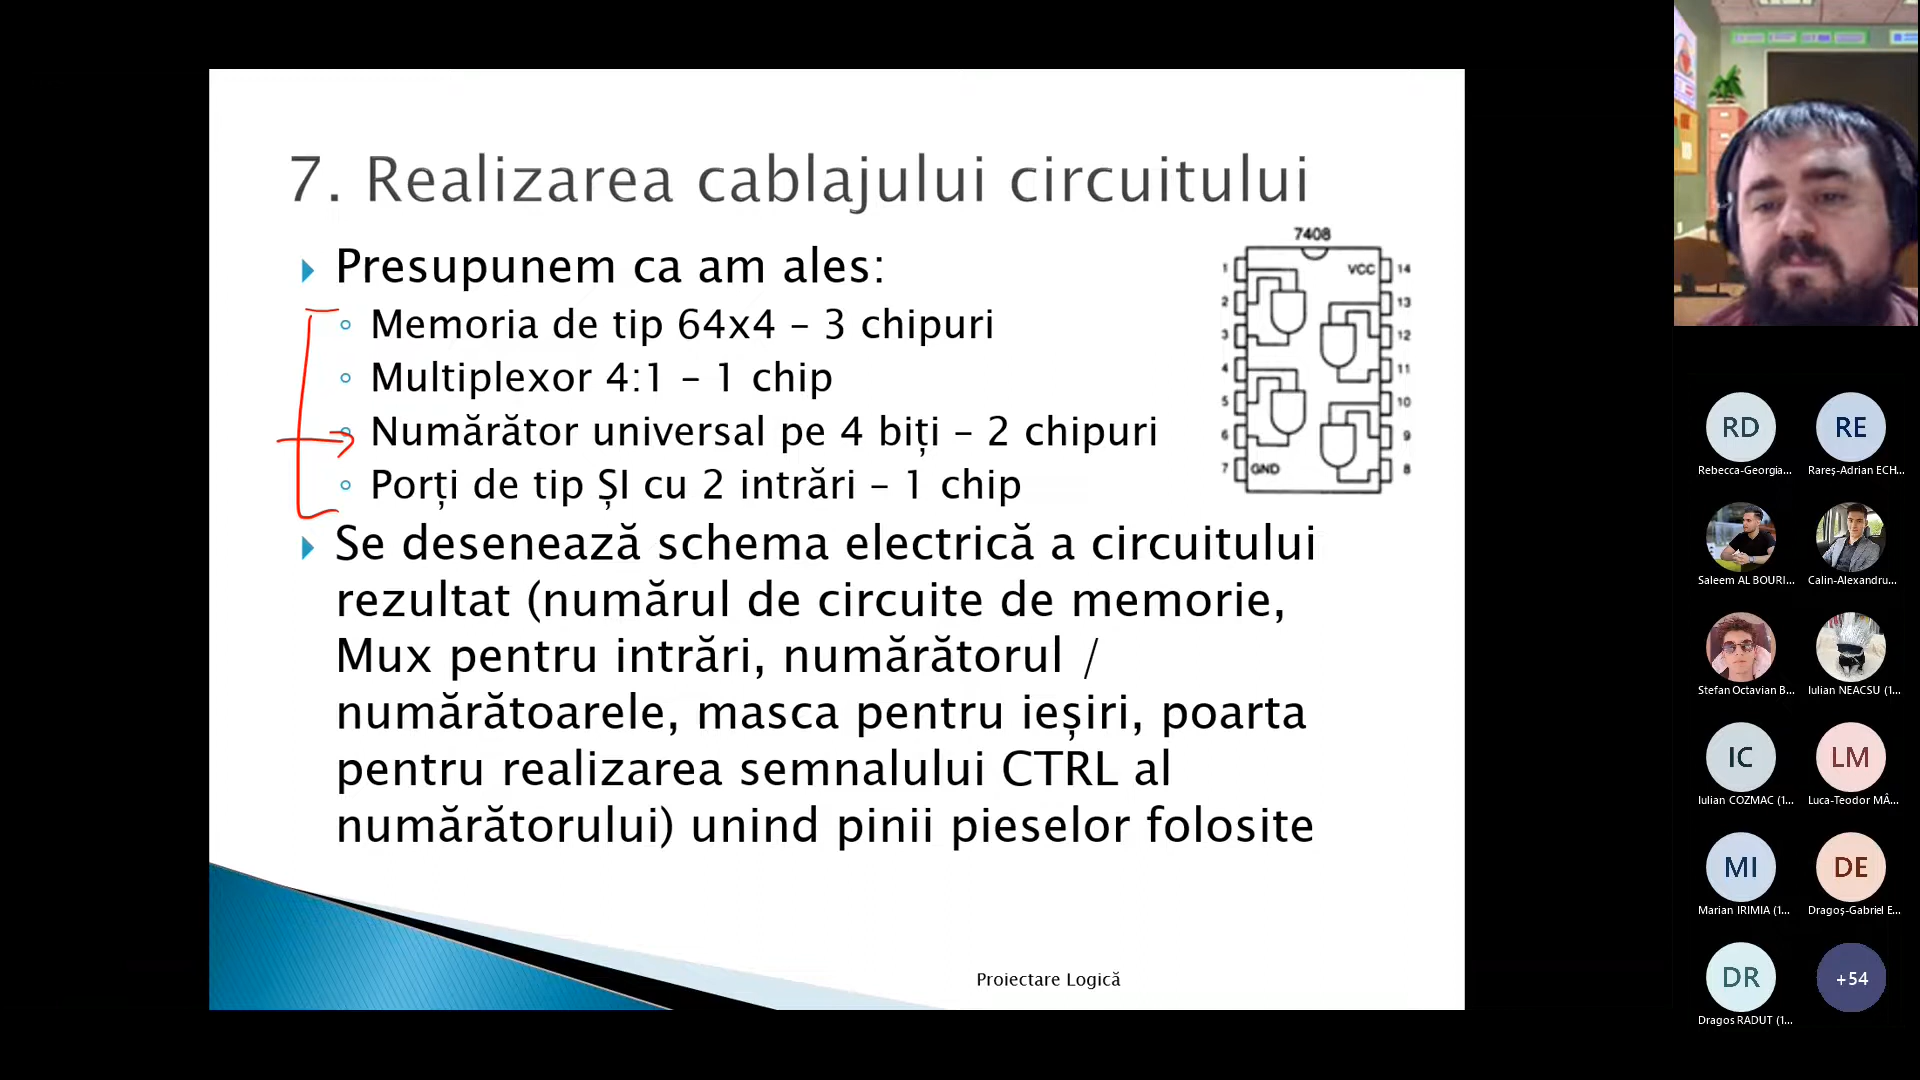 7. Realizarea cablajului circuitului
Presupunem ca am ales:
Memoria de tip 64x4 – 3 chipuri
Multiplexor 4:1 – 1 chip
Numărător universal pe 4 biți – 2 chipuri
Porți de tip ȘI cu 2 intrări – 1 chip
Se desenează schema electrică a circuitului
rezultat (numărul de circuite de memorie,
Mux pentru intrări, numărătorul /
numărătoarele, masca pentru ieșiri, poarta
pentru realizarea semnalului CTRL al
numărătorului) unind pinii pieselor folosite
7408
1
VCC 14
2
13
3
12
4
11
5
10
6
9
7 GND
8
Proiectare Logică
RD
RE
Rebecca-Georgia...
Rareș-Adrian ECH...
Saleem AL BOURI...
Calin-Alexandru...
Stefan Octavian B...
Iulian NEACSU (1...
IC
LM
Iulian COZMAC (1...
Luca-Teodor MÂ...
MI
DE
Marian IRIMIA (1...
Dragoș-Gabriel E...
DR
+54
Dragos RADUT (1...